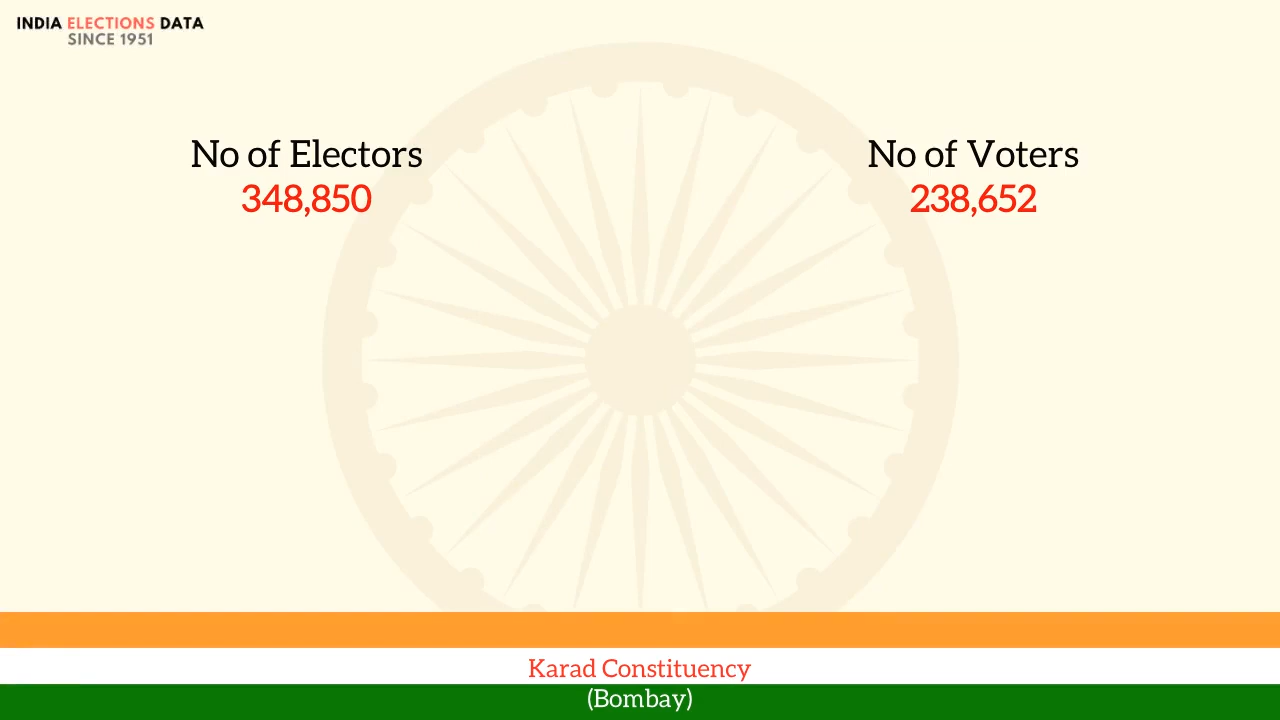 INDIA ELECTIONS DATA
SINCE 1951
No of Electors
348,850
No of Voters
238,652
Karad Constituency
(Bombay)